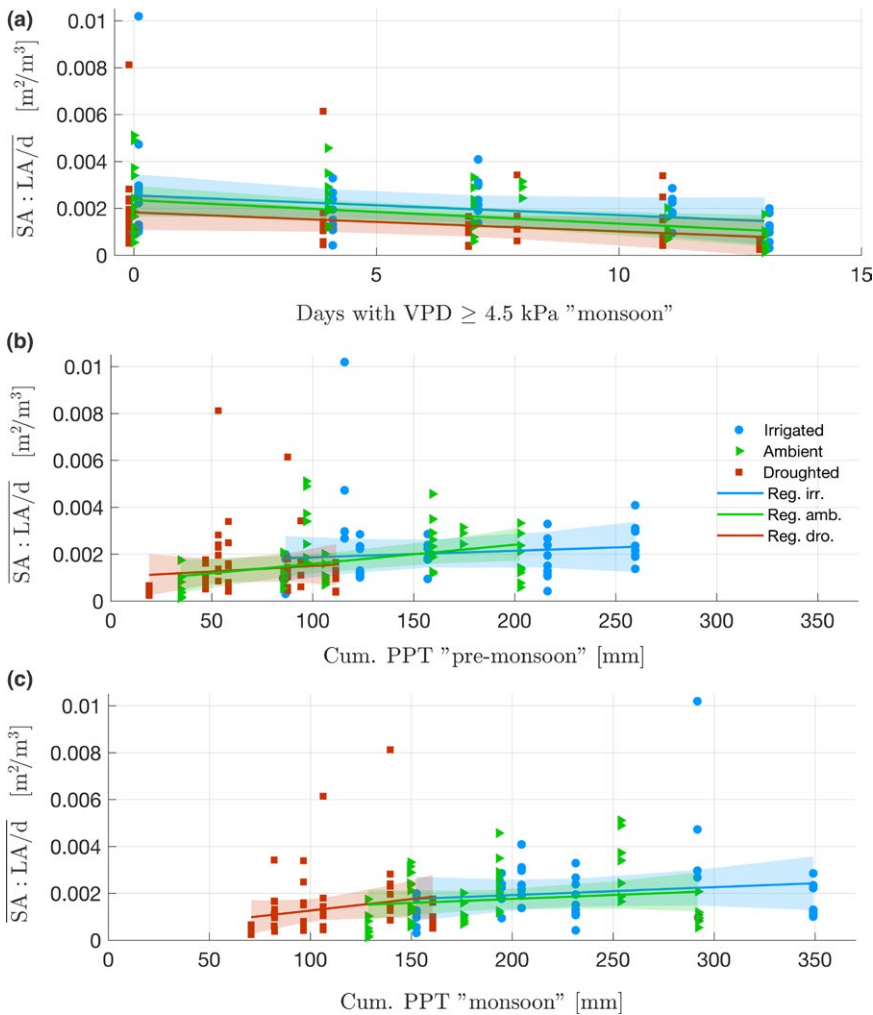 (a)
0.01
0.008
0.006
0.004
0.002
0
SA : LA/d [m²/m³]
0 5 10 15
Days with VPD ≥ 4.5 kPa "monsoon"
(b)
0.01
0.008
0.006
0.004
0.002
0
SA : LA/d [m²/m³]
Irrigated
Ambient
Droughted
Reg. irr.
Reg. amb.
Reg. dro.
0 50 100 150 200 250 300 350
Cum. PPT "pre-monsoon" [mm]
(c)
0.01
0.008
0.006
0.004
0.002
0
SA : LA/d [m²/m³]
0 50 100 150 200 250 300 350
Cum. PPT "monsoon" [mm]